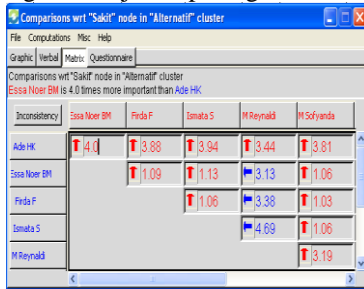 Comparisons wrt "Sakit" node in "Alternatif" cluster
File Computations Misc Help
Graphic Verbal Matrix Questionnaire
Comparisons wrt "Sakit" node in "Alternatif" cluster
Essa Noer BM is 4.0 times more important than Ade HK
Inconsistency Essa Noer BM Firda F Ismata S M Reynaldi M Sofyanda
Ade HK 4.0 3.88 3.94 3.44 3.81
Essa Noer BM 1.09 1.13 3.13 1.06
Firda F 1.06 3.38 1.03
Ismata S 4.69 1.06
M Reynaldi 3.19